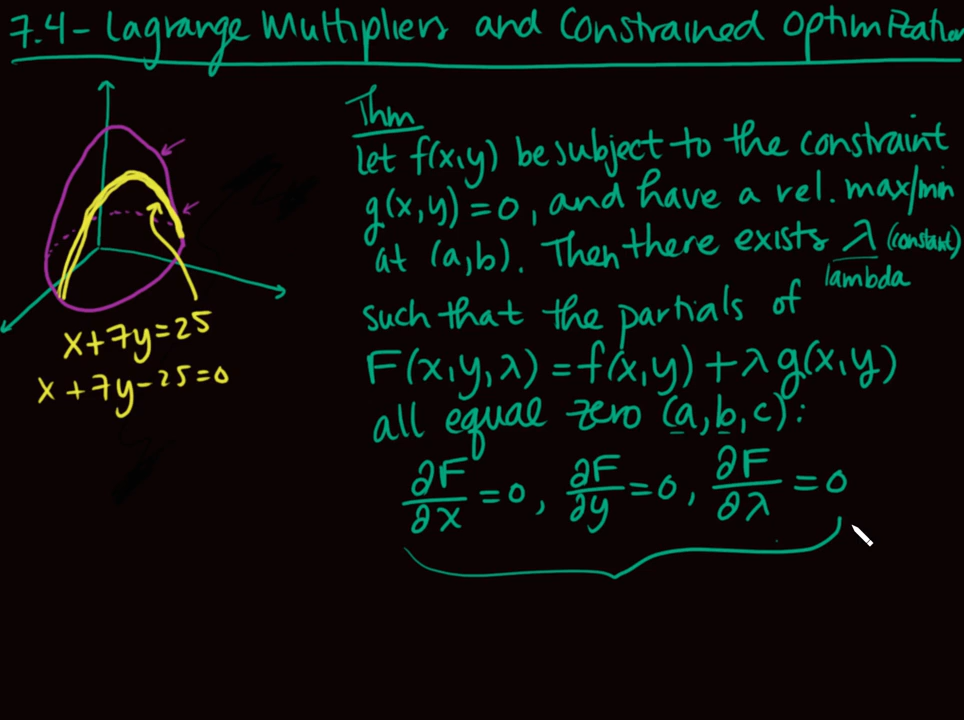 7.4 - Lagrange Multipliers and Constrained Optimization
Thm
let f(x,y) be subject to the constraint
g(x,y) = 0, and have a rel. max/min
at (a,b). Then there exists λ (constant)
lambda
such that the partials of
F(x,y,λ) = f(x,y) + λ g(x,y)
all equal zero (a,b,c):
∂F/∂x = 0, ∂F/∂y = 0, ∂F/∂λ = 0
x+7y=25
x+7y-25=0